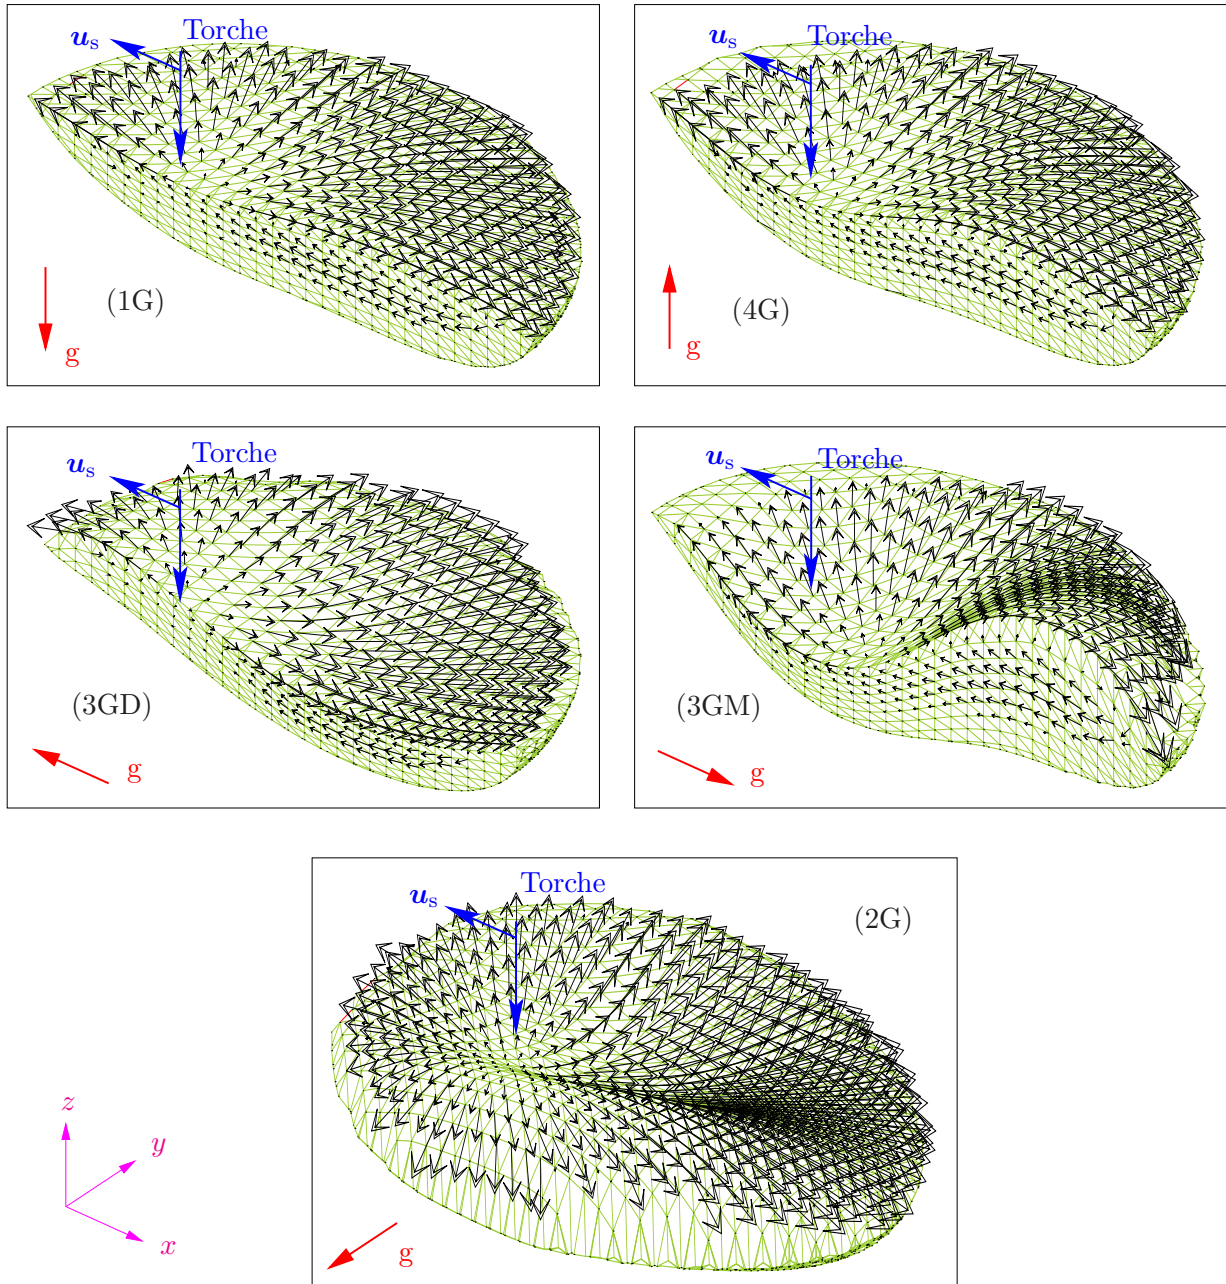 Torche
u_s
(1G)
g
Torche
u_s
(4G)
g
Torche
u_s
(3GD)
g
Torche
u_s
(3GM)
g
Torche
u_s
(2G)
g
z
y
x